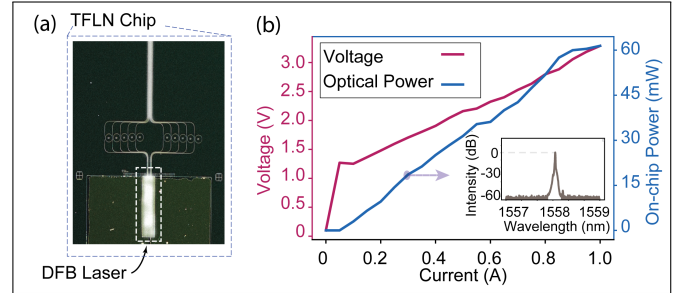 (a)
TFLN Chip
DFB Laser
(b)
Voltage
Optical Power
Voltage (V)
3.0
2.5
2.0
1.5
1.0
0.5
0.0
0
0.2
0.4
0.6
0.8
1.0
Current (A)
60
45
30
15
0
On-chip Power (mW)
Intensity (dB)
0
-30
-60
1557
1558
1559
Wavelength (nm)